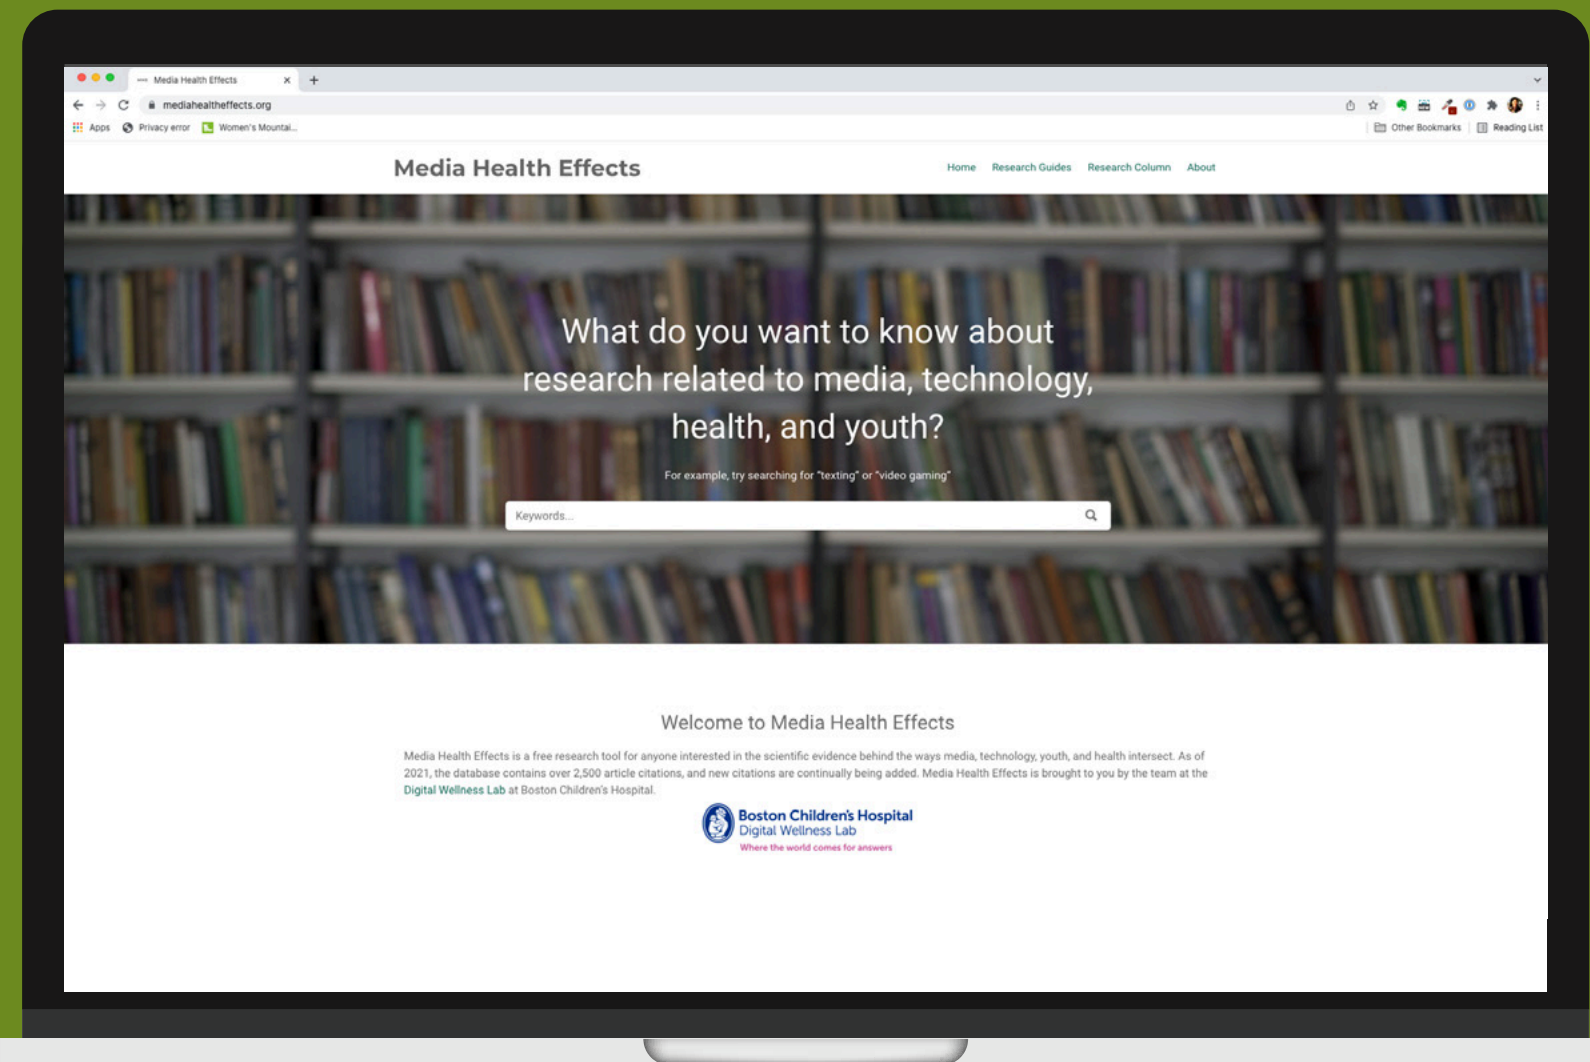 Media Health Effects
mediahealtheffects.org
Apps
Privacy error
Women's Mountai...
Other Bookmarks
Reading List
Media Health Effects
Home
Research Guides
Research Column
About
What do you want to know about
research related to media, technology,
health, and youth?
For example, try searching for "texting" or "video gaming"
Keywords...
Welcome to Media Health Effects
Media Health Effects is a free research tool for anyone interested in the scientific evidence behind the ways media, technology, youth, and health intersect. As of
2021, the database contains over 2,500 article citations, and new citations are continually being added. Media Health Effects is brought to you by the team at the
Digital Wellness Lab at Boston Children's Hospital.
Boston Children's Hospital
Digital Wellness Lab
Where the world comes for answers